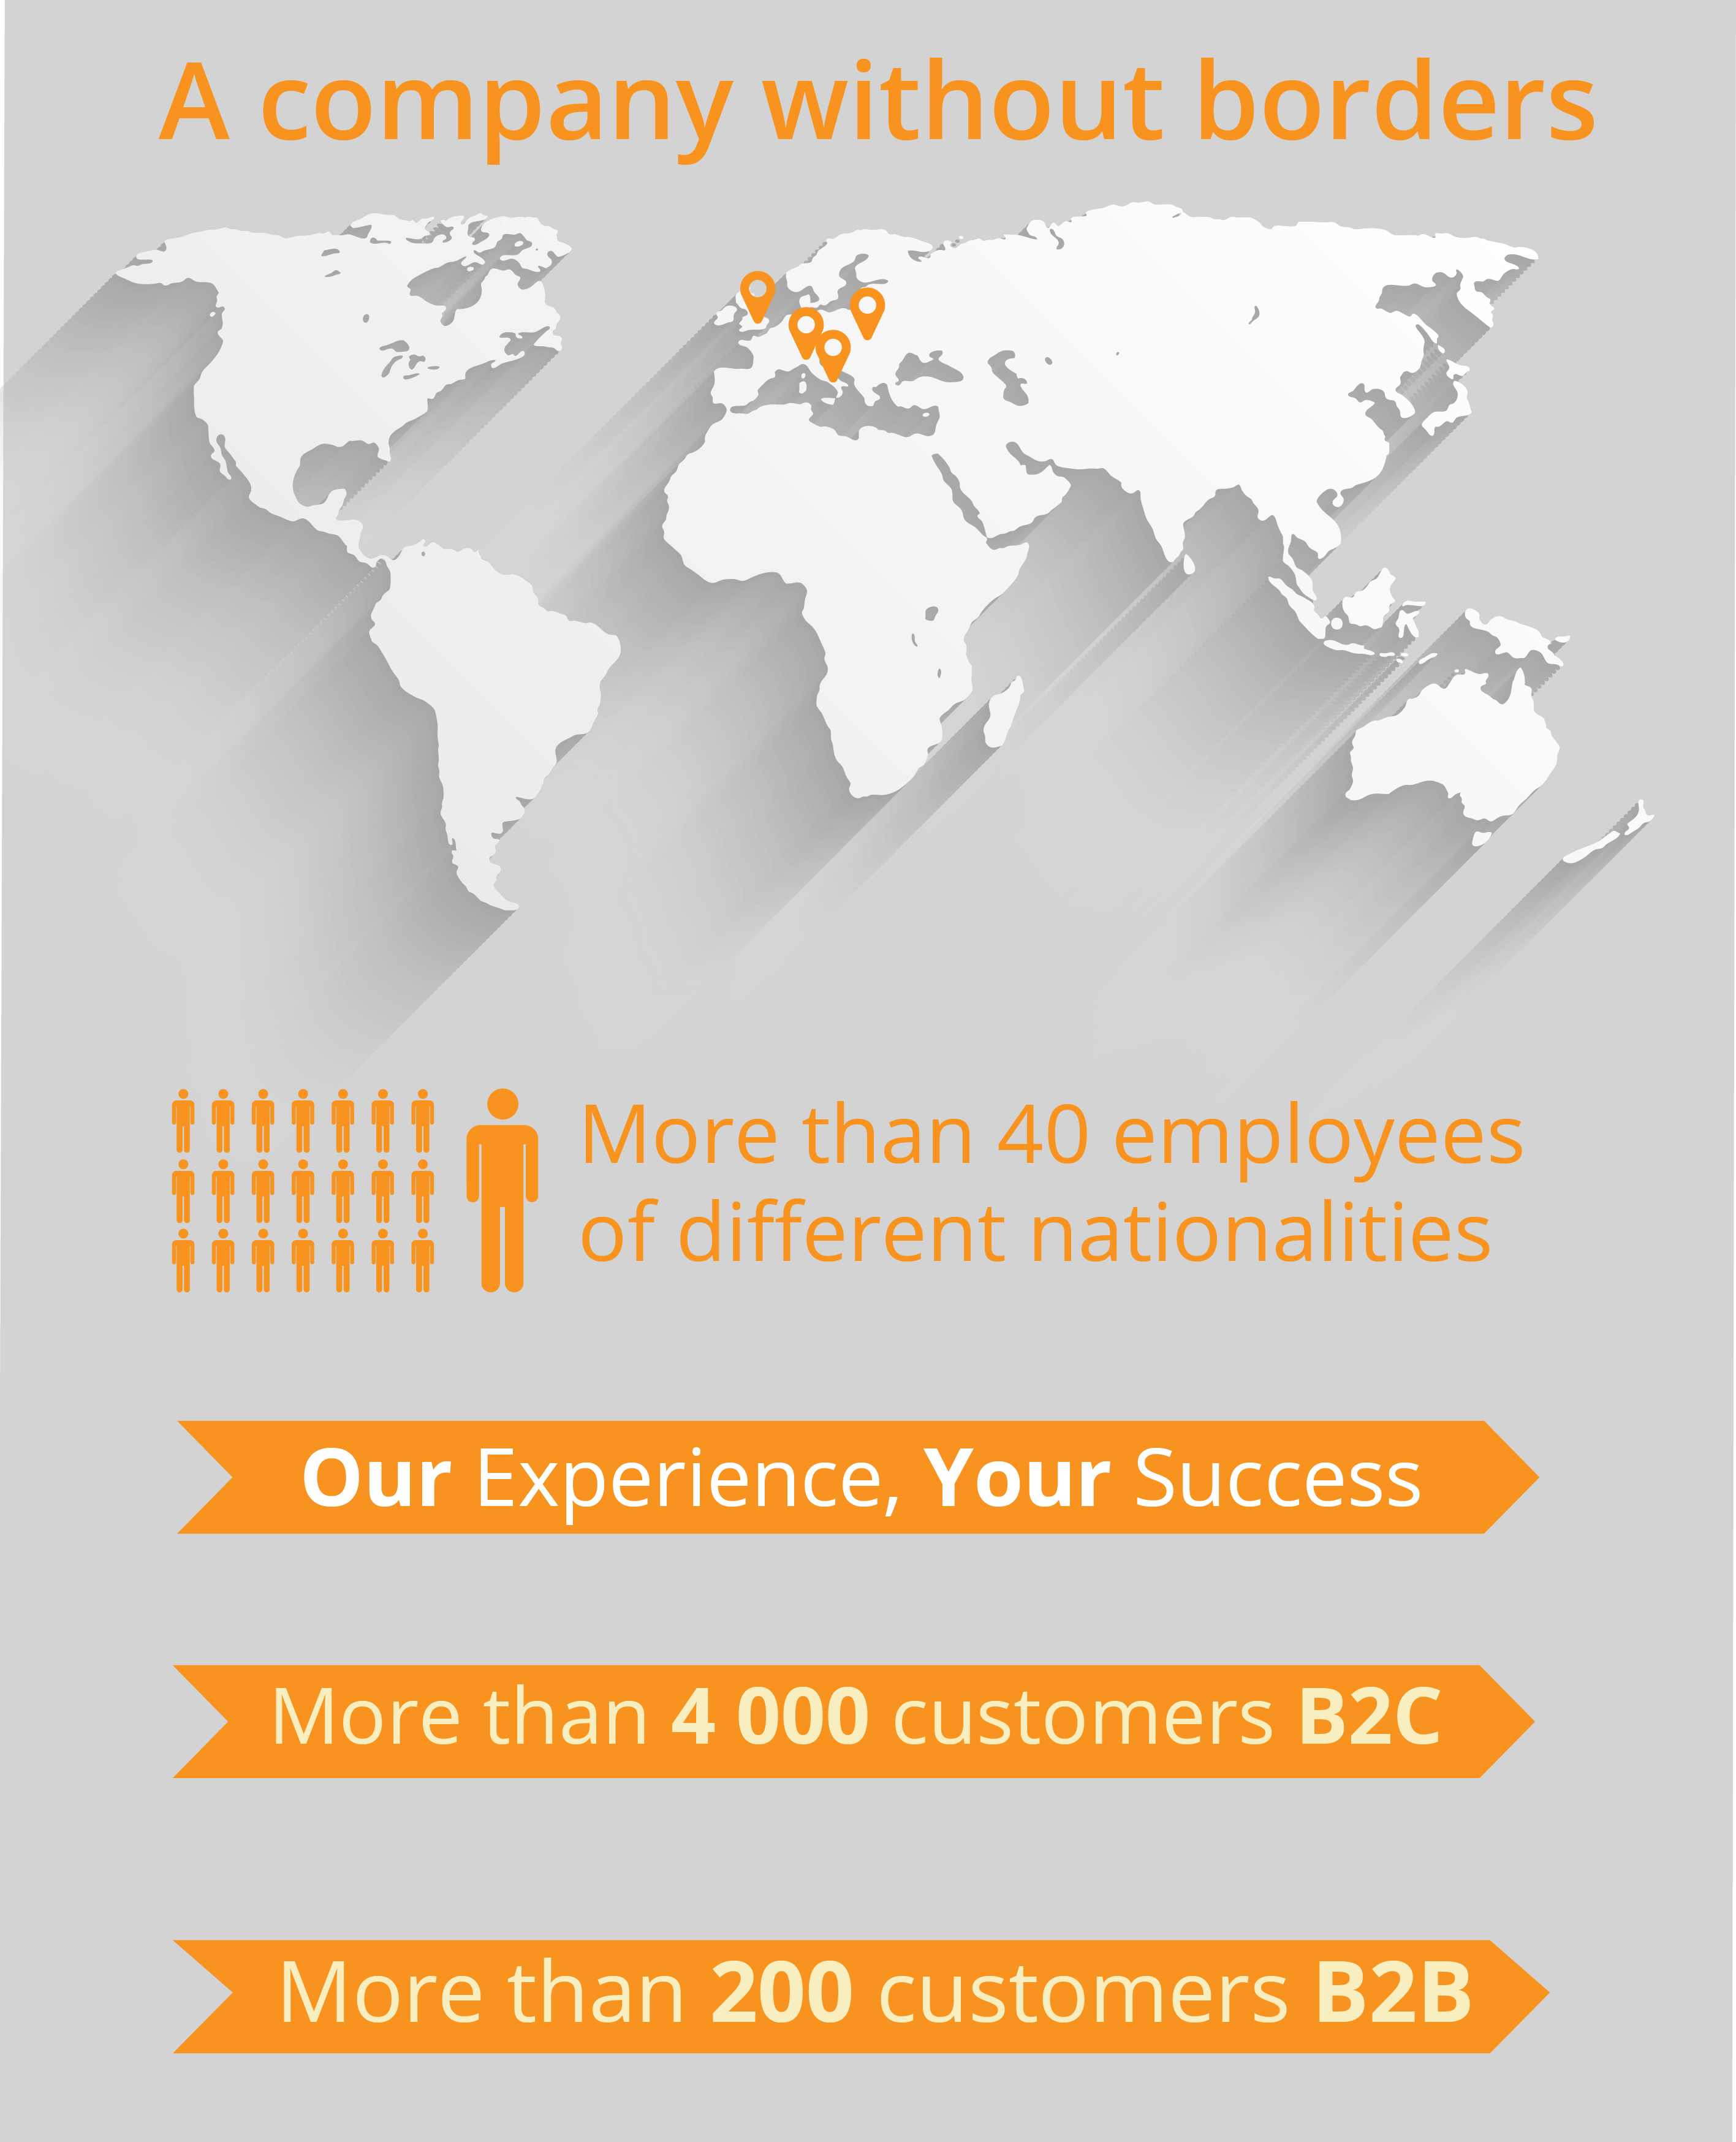 A company without borders
More than 40 employees
of different nationalities
Our Experience, Your Success
More than 4 000 customers B2C
More than 200 customers B2B